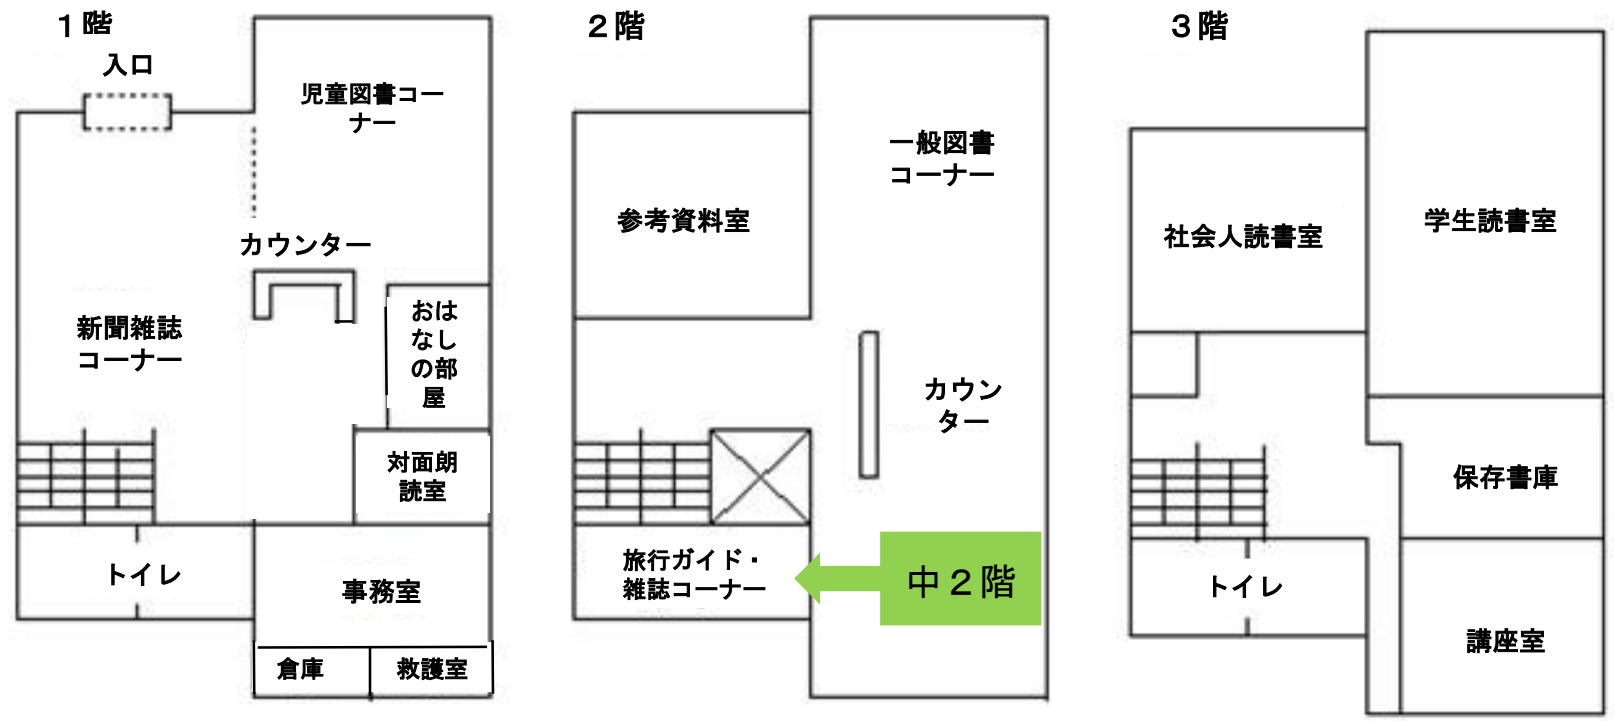 １階
入口
児童図書コー
ナー
カウンター
新聞雑誌
コーナー
おは
なし
の部
屋
対面朗
読室
トイレ
事務室
倉庫
救護室
２階
一般図書
コーナー
参考資料室
カウン
ター
旅行ガイド・
雑誌コーナー
中２階
３階
社会人読書室
学生読書室
保存書庫
トイレ
講座室